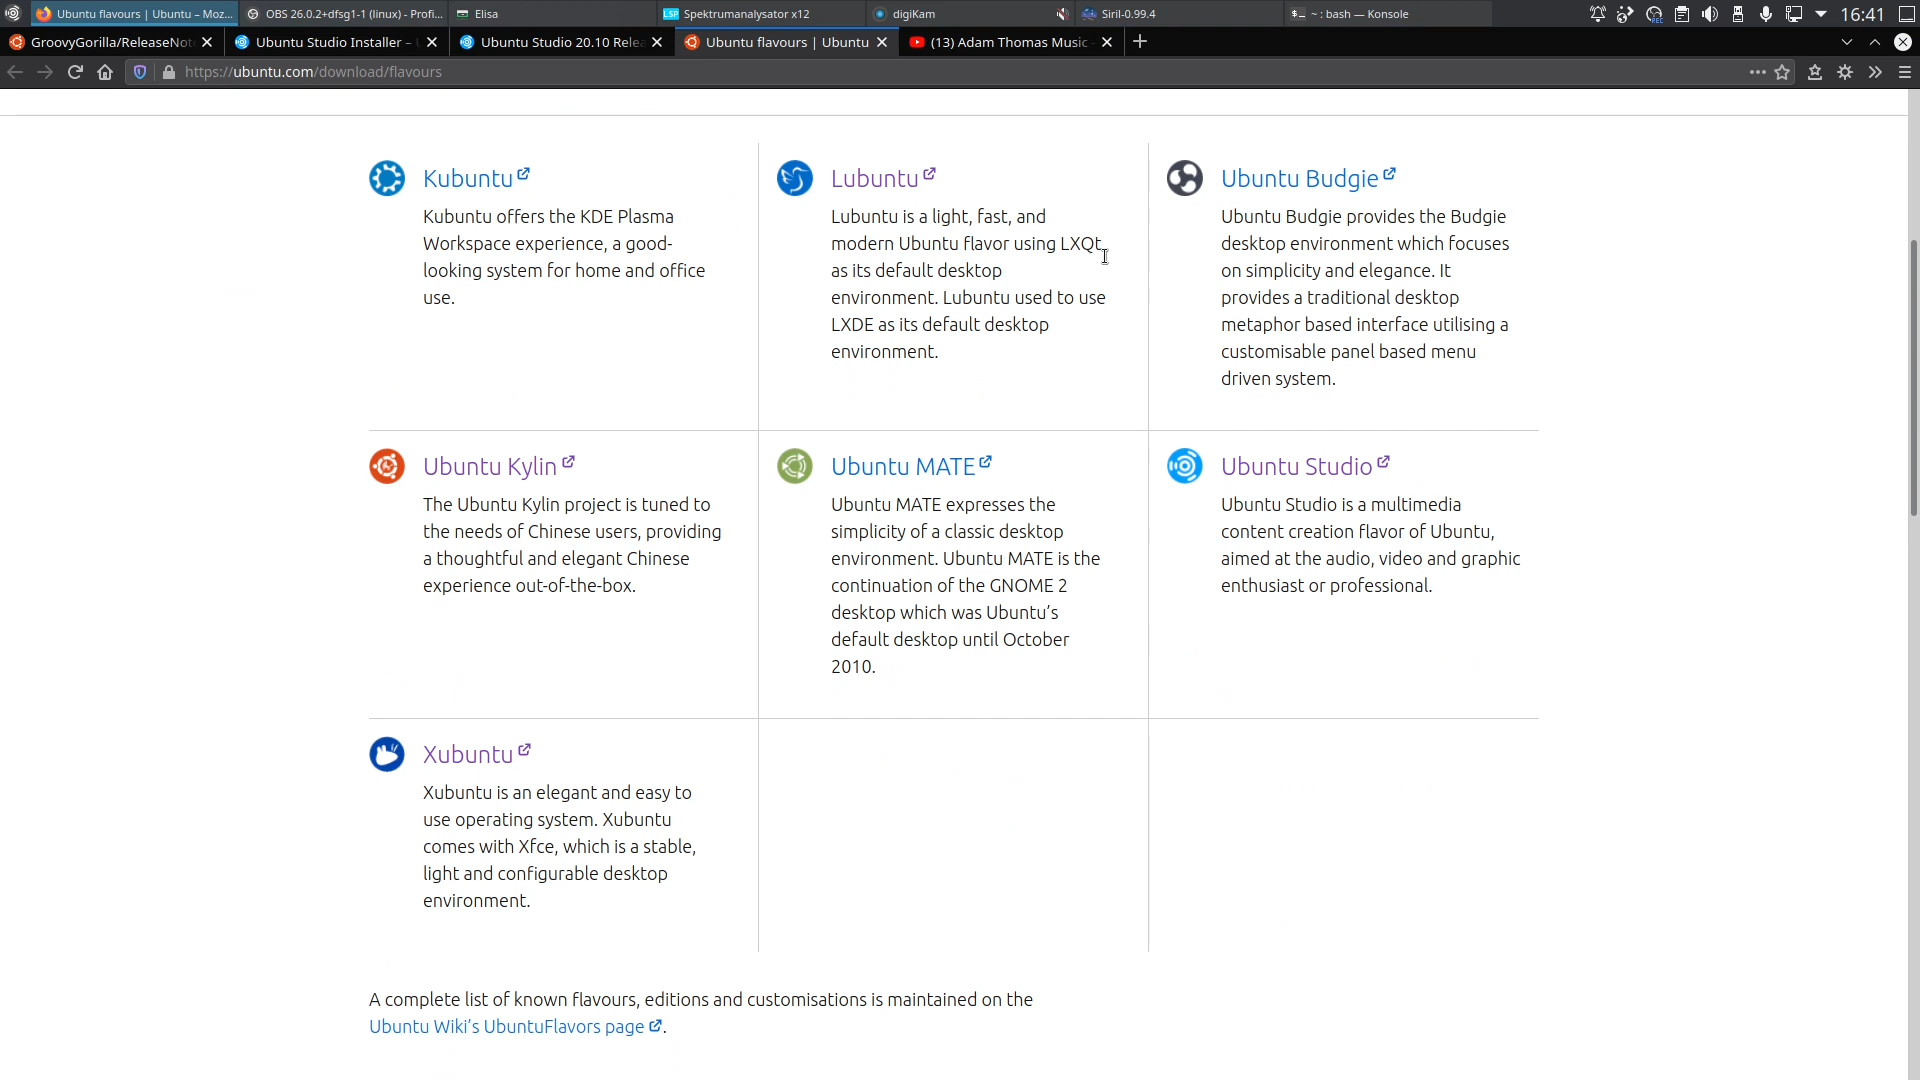 Ubuntu flavours | Ubuntu – Moz...
OBS 26.0.2+dfsg1-1 (linux) - Profi...
Elisa
LSP Spektrumanalysator x12
digiKam
Siril-0.99.4
~ : bash — Konsole
16:41
GroovyGorilla/ReleaseNot
Ubuntu Studio Installer –
Ubuntu Studio 20.10 Relea
Ubuntu flavours | Ubuntu
(13) Adam Thomas Music -
https://ubuntu.com/download/flavours
Kubuntu
Kubuntu offers the KDE Plasma
Workspace experience, a good-
looking system for home and office
use.
Lubuntu
Lubuntu is a light, fast, and
modern Ubuntu flavor using LXQt
as its default desktop
environment. Lubuntu used to use
LXDE as its default desktop
environment.
Ubuntu Budgie
Ubuntu Budgie provides the Budgie
desktop environment which focuses
on simplicity and elegance. It
provides a traditional desktop
metaphor based interface utilising a
customisable panel based menu
driven system.
Ubuntu Kylin
The Ubuntu Kylin project is tuned to
the needs of Chinese users, providing
a thoughtful and elegant Chinese
experience out-of-the-box.
Ubuntu MATE
Ubuntu MATE expresses the
simplicity of a classic desktop
environment. Ubuntu MATE is the
continuation of the GNOME 2
desktop which was Ubuntu’s
default desktop until October
2010.
Ubuntu Studio
Ubuntu Studio is a multimedia
content creation flavor of Ubuntu,
aimed at the audio, video and graphic
enthusiast or professional.
Xubuntu
Xubuntu is an elegant and easy to
use operating system. Xubuntu
comes with Xfce, which is a stable,
light and configurable desktop
environment.
A complete list of known flavours, editions and customisations is maintained on the
Ubuntu Wiki’s UbuntuFlavors page.